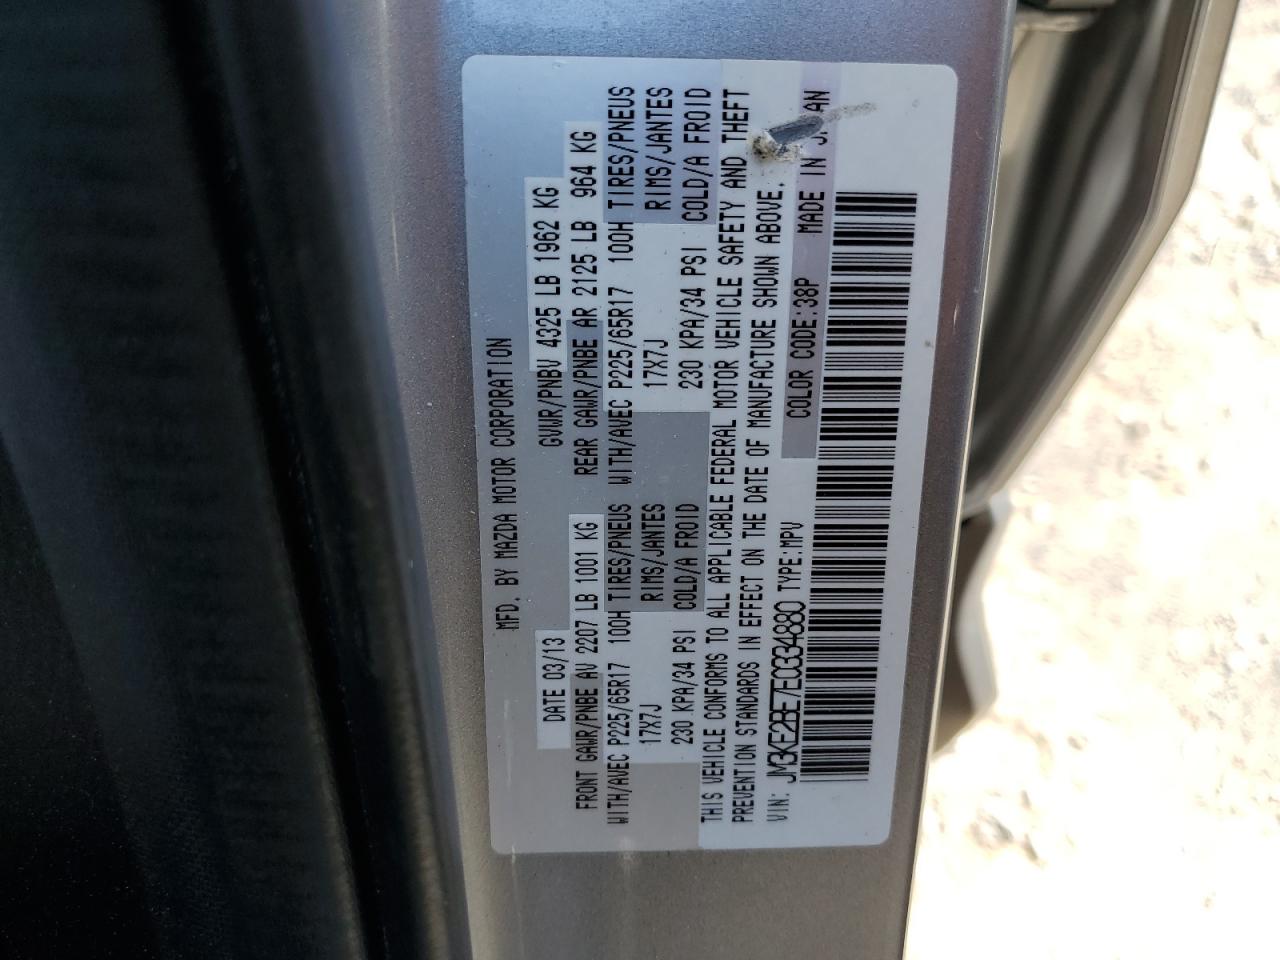 MFD. BY MAZDA MOTOR CORPORATION
DATE 03/13 GVWR/PNBV 4325 LB 1962 KG
FRONT GAWR/PNBE AV 2207 LB 1001 KG REAR GAWR/PNBE AR 2125 LB 964 KG
WITH/AVEC P225/65R17 100H TIRES/PNEUS WITH/AVEC P225/65R17 100H TIRES/PNEUS
17X7J RIMS/JANTES 17X7J RIMS/JANTES
230 KPA/34 PSI COLD/A FROID 230 KPA/34 PSI COLD/A FROID
THIS VEHICLE CONFORMS TO ALL APPLICABLE FEDERAL MOTOR VEHICLE SAFETY AND THEFT
PREVENTION STANDARDS IN EFFECT ON THE DATE OF MANUFACTURE SHOWN ABOVE.
VIN: JM3KE2BE7E0334880 TYPE:MPV COLOR CODE:38P MADE IN